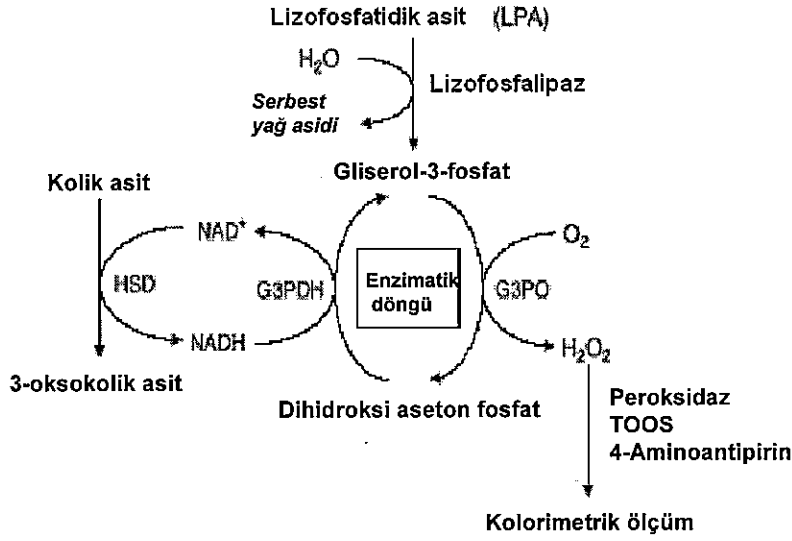 Lizofosfatidik asit (LPA)
H₂O
Lizofosfalipaz
Serbest
yağ asidi
Gliserol-3-fosfat
Kolik asit
NAD⁺
O₂
HSD
G3PDH
Enzimatik
döngü
G3PO
NADH
H₂O₂
3-oksokolik asit
Dihidroksi aseton fosfat
Peroksidaz
TOOS
4-Aminoantipirin
Kolorimetrik ölçüm